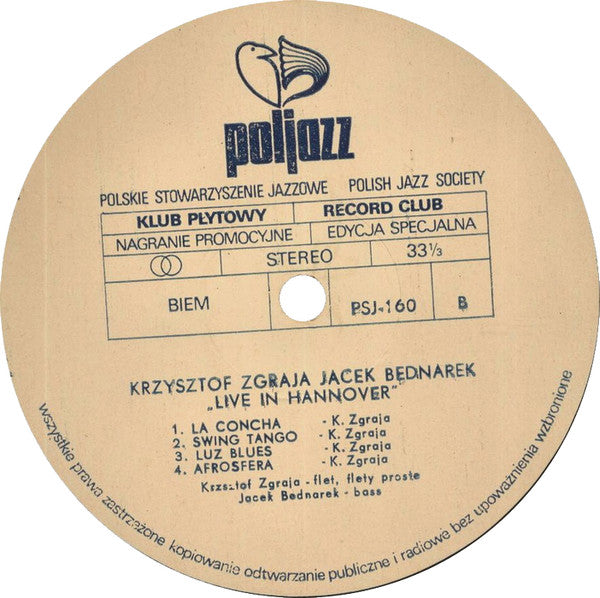 poljazz
POLSKIE STOWARZYSZENIE JAZZOWE POLISH JAZZ SOCIETY
KLUB PŁYTOWY RECORD CLUB
NAGRANIE PROMOCYJNE EDYCJA SPECJALNA
STEREO 33 1/3
BIEM PSJ-160 B
KRZYSZTOF ZGRAJA JACEK BEDNAREK
„LIVE IN HANNOVER"
1. LA CONCHA - K. Zgraja
2. SWING TANGO - K. Zgraja
3. LUZ BLUES - K. Zgraja
4. AFROSFERA - K. Zgraja
Krzsztof Zgraja - flet, flety proste
Jacek Bednarek - bass
wszystkie prawa zastrzeżone kopiowanie odtwarzanie publiczne i radiowe bez upoważnienia wzbronione